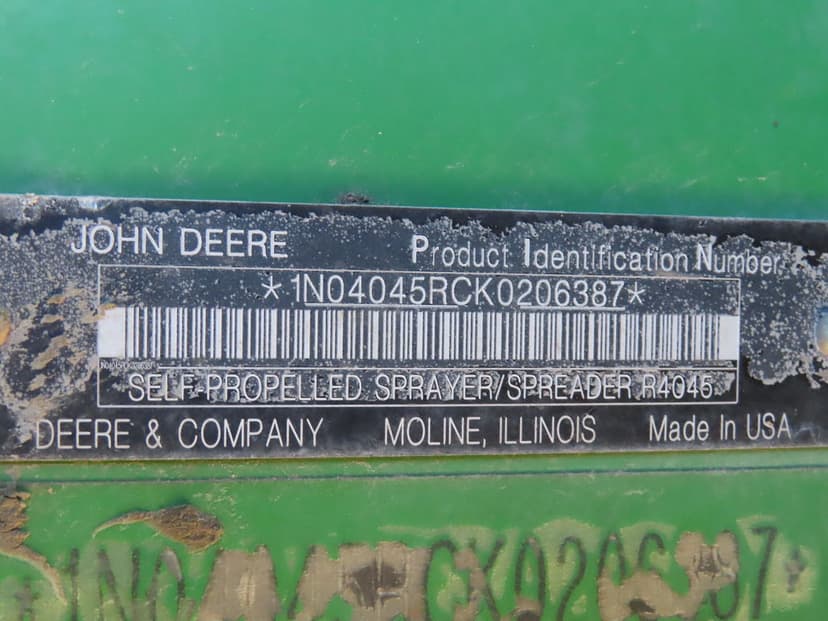 JOHN DEERE Product Identification Number
*1N04045RCK0206387*
SELF-PROPELLED SPRAYER/SPREADER R4045
DEERE & COMPANY MOLINE, ILLINOIS Made In USA